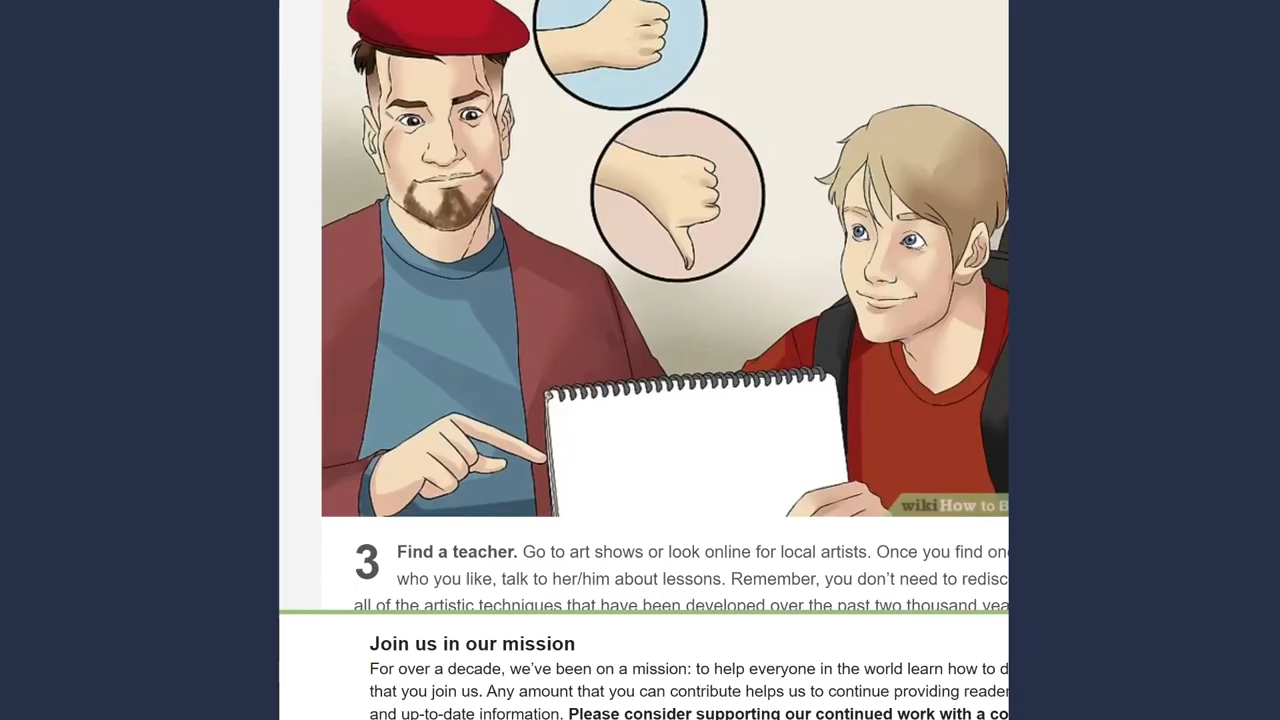 wikiHow to B
3
Find a teacher. Go to art shows or look online for local artists. Once you find on
who you like, talk to her/him about lessons. Remember, you don't need to redisc
all of the artistic techniques that have been developed over the past two thousand yea
Join us in our mission
For over a decade, we've been on a mission: to help everyone in the world learn how to d
that you join us. Any amount that you can contribute helps us to continue providing reader
and up-to-date information. Please consider supporting our continued work with a co